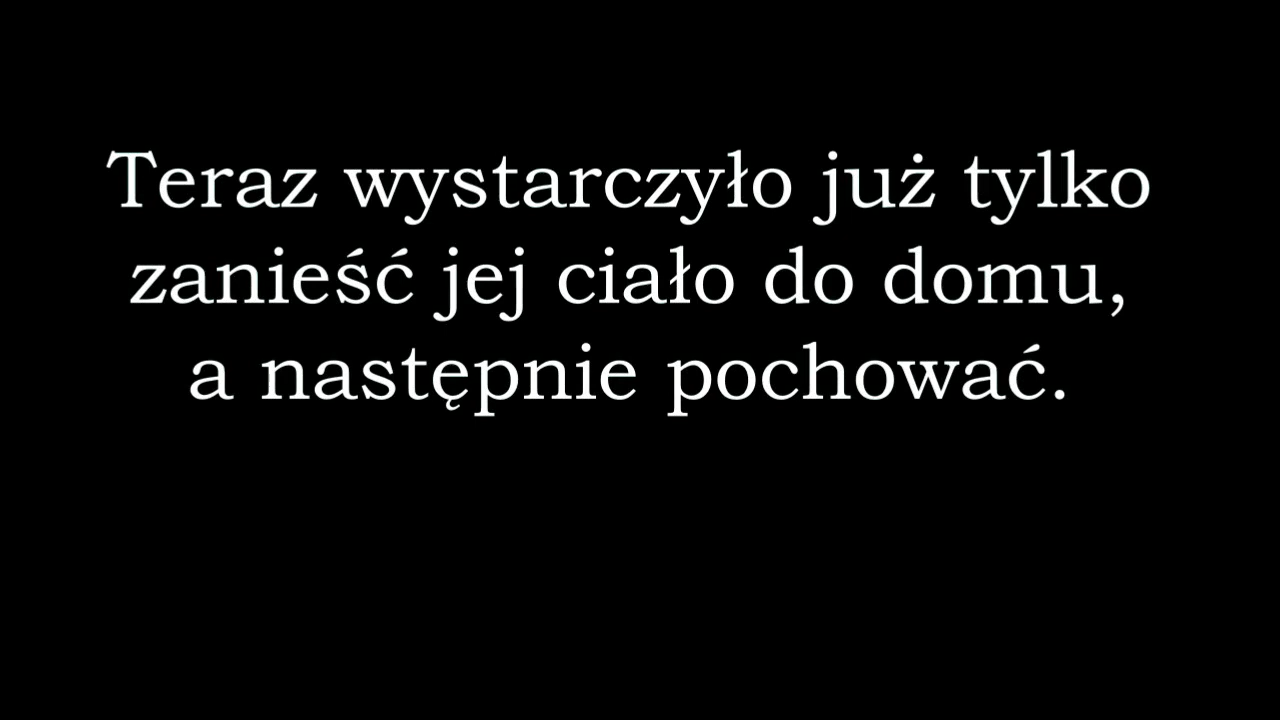 Teraz wystarczyło już tylko
zanieść jej ciało do domu,
a następnie pochować.